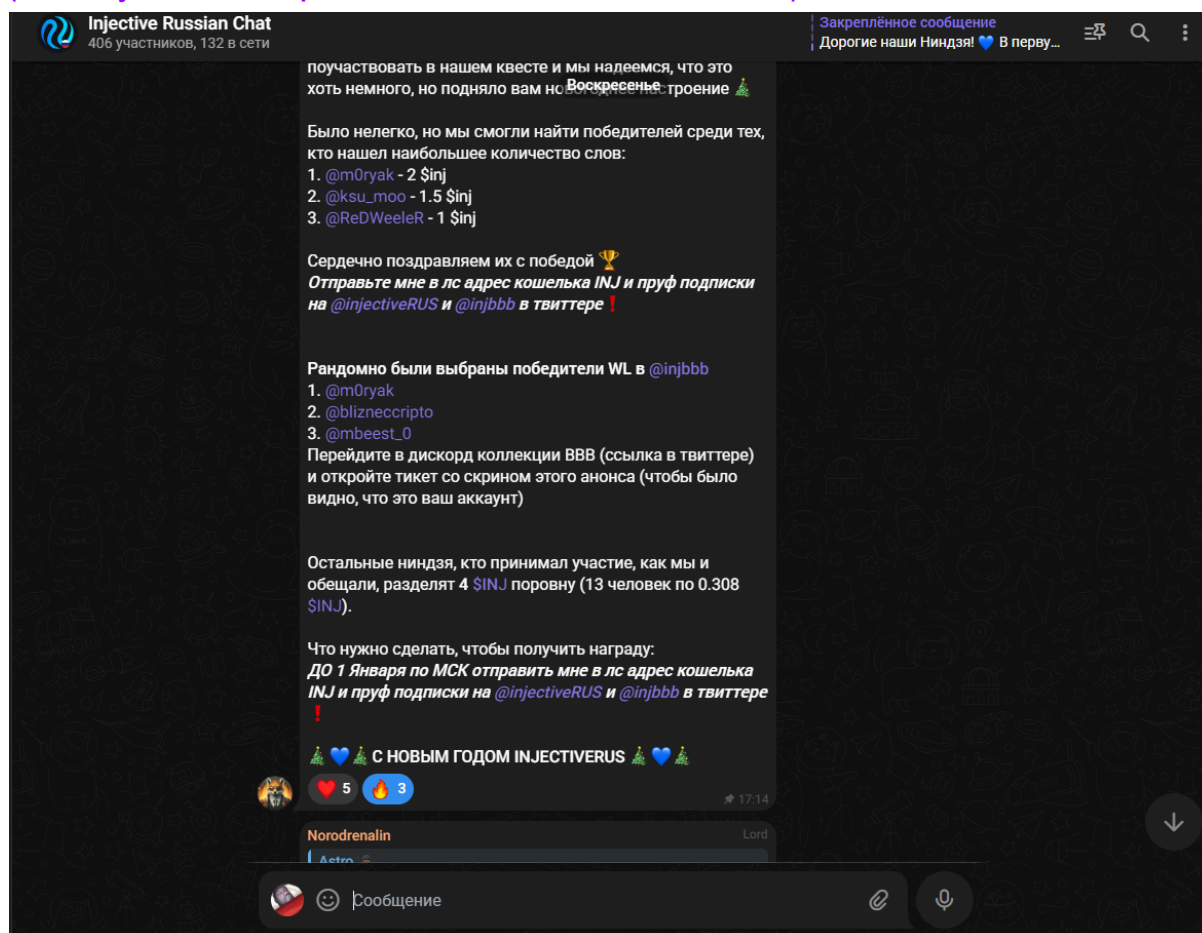 Injective Russian Chat
406 участников, 132 в сети
Закреплённое сообщение
Дорогие наши Ниндзя! 💙 В перву...
поучаствовать в нашем квесте и мы надеемся, что это
Воскресенье
хоть немного, но подняло вам но троение 🎄
Было нелегко, но мы смогли найти победителей среди тех,
кто нашел наибольшее количество слов:
1. @m0ryak - 2 $inj
2. @ksu_moo - 1.5 $inj
3. @ReDWeeleR - 1 $inj
Сердечно поздравляем их с победой 🏆
Отправьте мне в лс адрес кошелька INJ и пруф подписки
на @injectiveRUS и @injbbb в твиттере❗
Рандомно были выбраны победители WL в @injbbb
1. @m0ryak
2. @blizneccripto
3. @mbeest_0
Перейдите в дискорд коллекции BBB (ссылка в твиттере)
и откройте тикет со скрином этого анонса (чтобы было
видно, что это ваш аккаунт)
Остальные ниндзя, кто принимал участие, как мы и
обещали, разделят 4 $INJ поровну (13 человек по 0.308
$INJ).
Что нужно сделать, чтобы получить награду:
ДО 1 Января по МСК отправить мне в лс адрес кошелька
INJ и пруф подписки на @injectiveRUS и @injbbb в твиттере
❗
🎄💙🎄 С НОВЫМ ГОДОМ INJECTIVERUS 🎄💙🎄
❤️ 5 🔥 3
17:14
Norodrenalin Lord
Astro
Сообщение